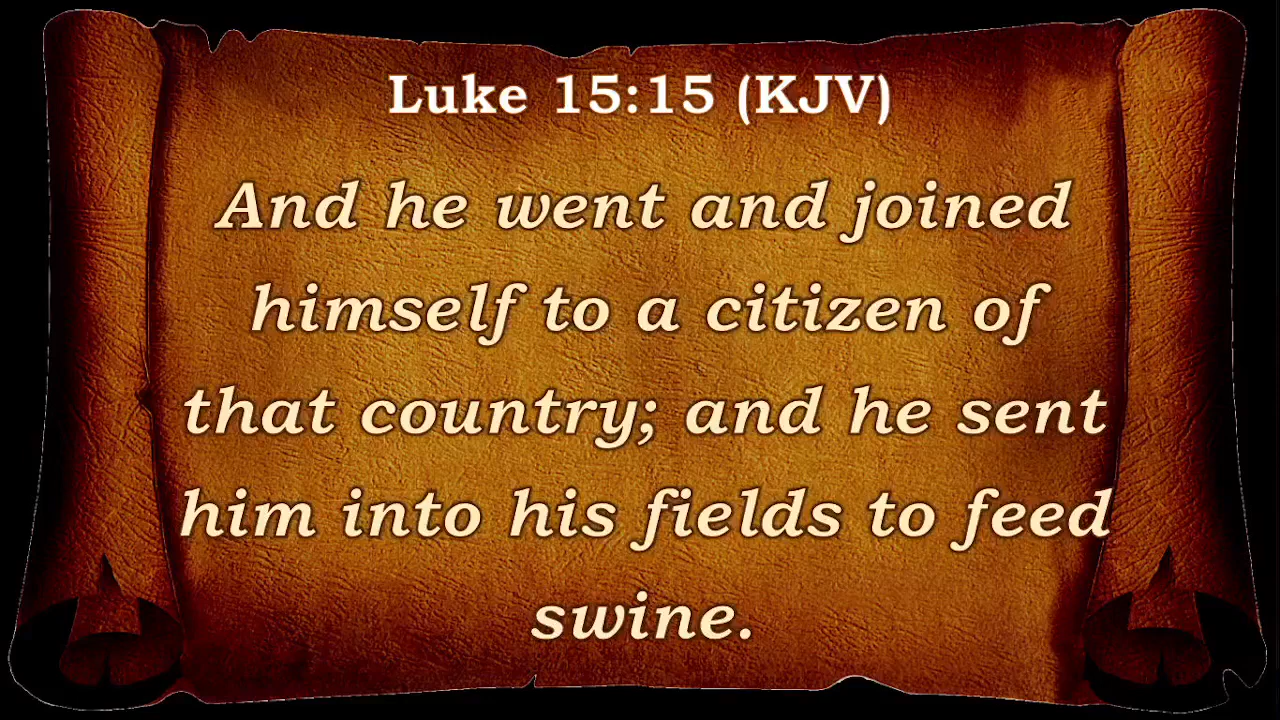 Luke 15:15 (KJV)
And he went and joined
himself to a citizen of
that country; and he sent
him into his fields to feed
swine.